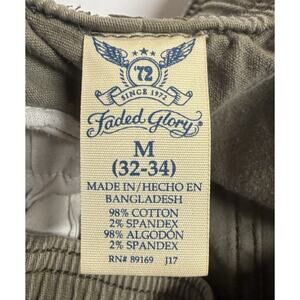 '72
SINCE 1972
Faded Glory®
M
(32-34)
MADE IN/HECHO EN
BANGLADESH
98% COTTON
2% SPANDEX
98% ALGODÓN
2% SPANDEX
RN# 89169 J17